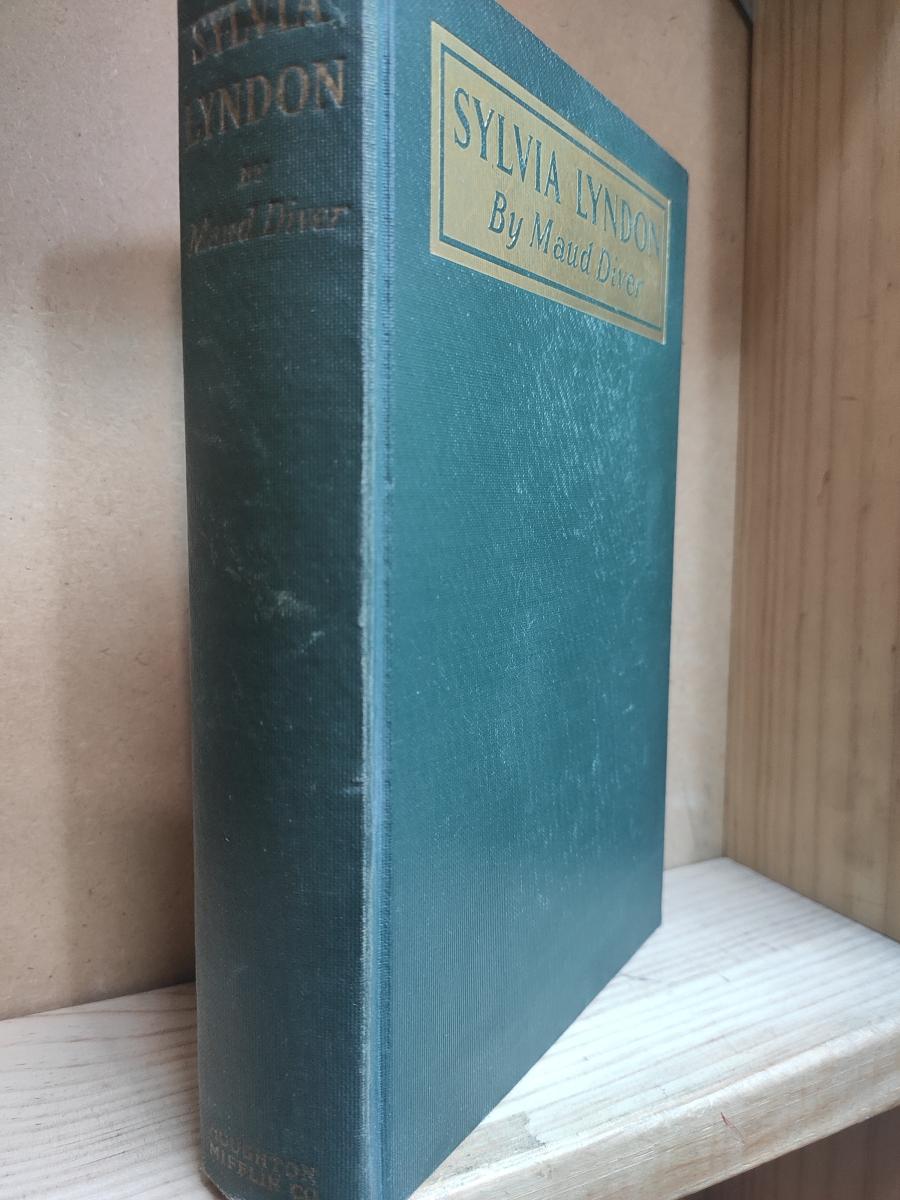 SYLVIA
LYNDON
BY
Maud Diver
HOUGHTON
MIFFLIN CO
SYLVIA LYNDON
By Maud Diver